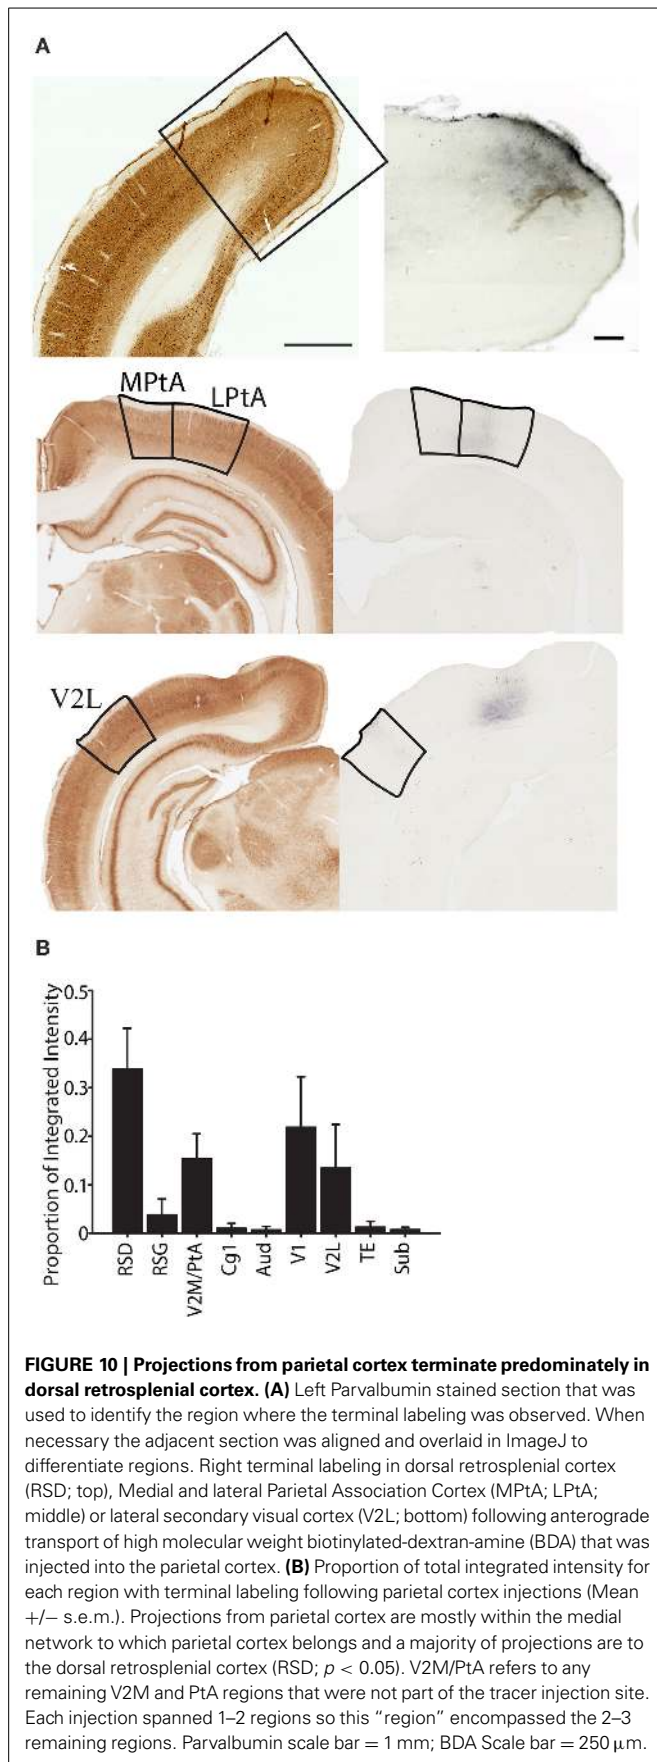 A
MPtA
LPtA
V2L
B
Proportion of Integrated Intensity
0.5
0.4
0.3
0.2
0.1
0
RSD
RSG
V2M/PtA
Cg1
Aud
V1
V2L
TE
Sub
FIGURE 10 | Projections from parietal cortex terminate predominately in
dorsal retrosplenial cortex. (A) Left Parvalbumin stained section that was
used to identify the region where the terminal labeling was observed. When
necessary the adjacent section was aligned and overlaid in ImageJ to
differentiate regions. Right terminal labeling in dorsal retrosplenial cortex
(RSD; top), Medial and lateral Parietal Association Cortex (MPtA; LPtA;
middle) or lateral secondary visual cortex (V2L; bottom) following anterograde
transport of high molecular weight biotinylated-dextran-amine (BDA) that was
injected into the parietal cortex. (B) Proportion of total integrated intensity for
each region with terminal labeling following parietal cortex injections (Mean
+/− s.e.m.). Projections from parietal cortex are mostly within the medial
network to which parietal cortex belongs and a majority of projections are to
the dorsal retrosplenial cortex (RSD; p < 0.05). V2M/PtA refers to any
remaining V2M and PtA regions that were not part of the tracer injection site.
Each injection spanned 1–2 regions so this “region” encompassed the 2–3
remaining regions. Parvalbumin scale bar = 1 mm; BDA Scale bar = 250 μm.